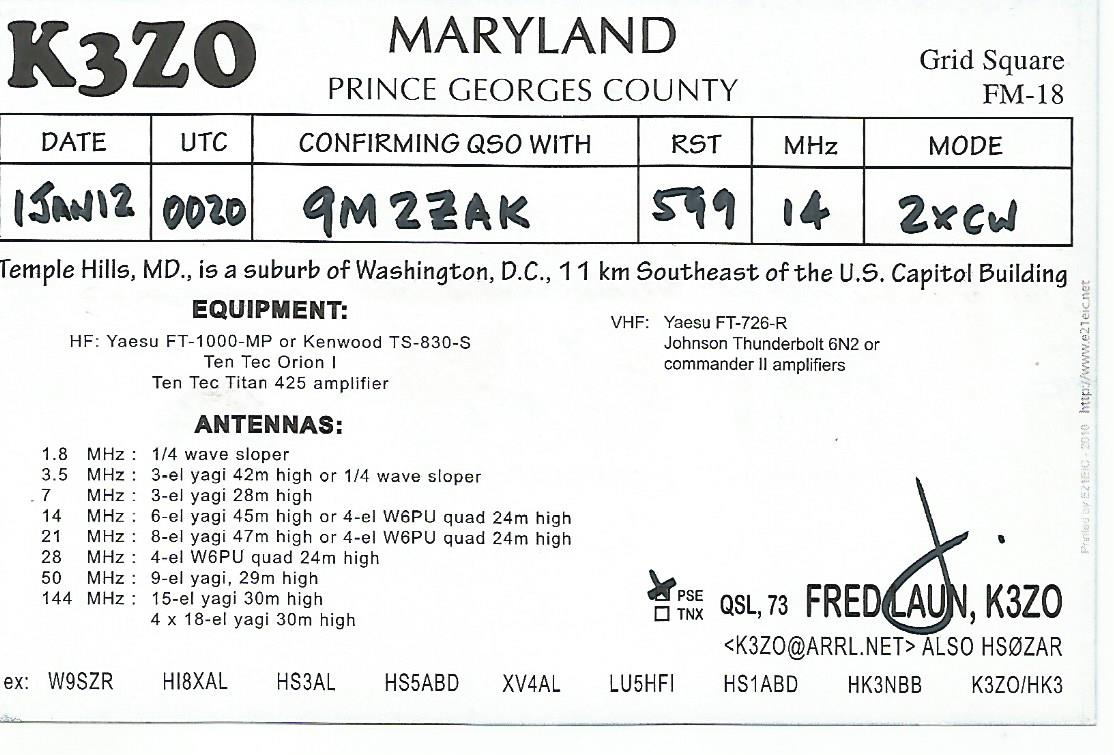 K3ZO
MARYLAND
PRINCE GEORGES COUNTY
Grid Square
FM-18
DATE UTC CONFIRMING QSO WITH RST MHz MODE
1JAN12 0020 9M2ZAK 599 14 2xCW
Temple Hills, MD., is a suburb of Washington, D.C., 11 km Southeast of the U.S. Capitol Building
EQUIPMENT:
HF: Yaesu FT-1000-MP or Kenwood TS-830-S
Ten Tec Orion I
Ten Tec Titan 425 amplifier
VHF: Yaesu FT-726-R
Johnson Thunderbolt 6N2 or
commander II amplifiers
ANTENNAS:
1.8 MHz : 1/4 wave sloper
3.5 MHz : 3-el yagi 42m high or 1/4 wave sloper
7 MHz : 3-el yagi 28m high
14 MHz : 6-el yagi 45m high or 4-el W6PU quad 24m high
21 MHz : 8-el yagi 47m high or 4-el W6PU quad 24m high
28 MHz : 4-el W6PU quad 24m high
50 MHz : 9-el yagi, 29m high
144 MHz : 15-el yagi 30m high
4 x 18-el yagi 30m high
PSE
TNX
QSL, 73 FRED LAUN, K3ZO
<K3ZO@ARRL.NET> ALSO HSØZAR
ex: W9SZR HI8XAL HS3AL HS5ABD XV4AL LU5HFI HS1ABD HK3NBB K3ZO/HK3
Printed by E21EIC - 2010 http://www.e21eic.net